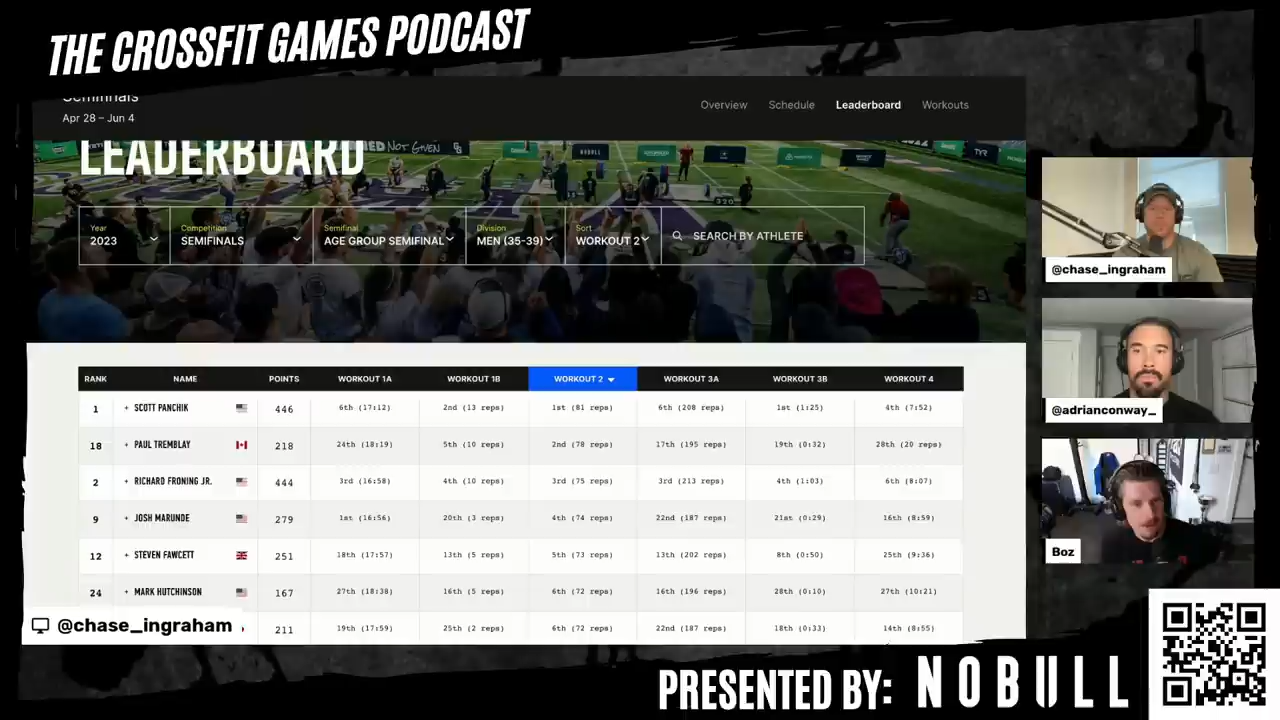 THE CROSSFIT GAMES PODCAST
Semifinals
Apr 28 – Jun 4
Overview Schedule Leaderboard Workouts
LEADERBOARD
Year
2023
Competition
SEMIFINALS
Semifinal
AGE GROUP SEMIFINAL
Division
MEN (35-39)
Sort
WORKOUT 2
SEARCH BY ATHLETE
RANK NAME POINTS WORKOUT 1A WORKOUT 1B WORKOUT 2 WORKOUT 3A WORKOUT 3B WORKOUT 4
1 + SCOTT PANCHIK 446 6th (17:12) 2nd (13 reps) 1st (81 reps) 6th (208 reps) 1st (1:25) 4th (7:52)
18 + PAUL TREMBLAY 218 24th (18:19) 5th (10 reps) 2nd (78 reps) 17th (195 reps) 19th (0:32) 28th (20 reps)
2 + RICHARD FRONING JR. 444 3rd (16:58) 4th (10 reps) 3rd (75 reps) 3rd (213 reps) 4th (1:03) 6th (8:07)
9 + JOSH MARUNDE 279 1st (16:56) 20th (3 reps) 4th (74 reps) 22nd (187 reps) 21st (0:29) 16th (8:59)
12 + STEVEN FAWCETT 251 18th (17:57) 13th (5 reps) 5th (73 reps) 13th (202 reps) 8th (0:50) 25th (9:36)
24 + MARK HUTCHINSON 167 27th (18:38) 16th (5 reps) 6th (72 reps) 16th (196 reps) 28th (0:10) 27th (10:21)
211 19th (17:59) 25th (2 reps) 6th (72 reps) 22nd (187 reps) 18th (0:33) 14th (8:55)
@chase_ingraham
@chase_ingraham
@adrianconway_
Boz
PRESENTED BY: NOBULL